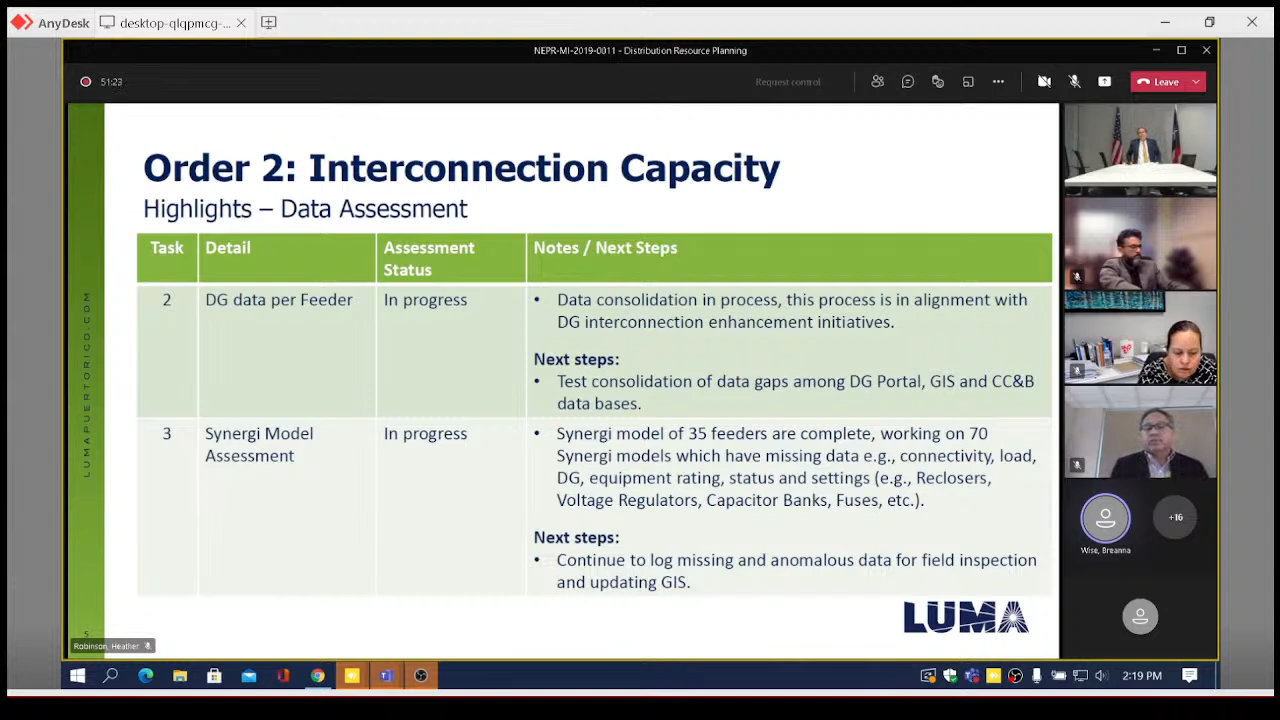 AnyDesk
desktop-qlqpmcg-...
NEPR-MI-2019-0011 - Distribution Resource Planning
51:23
Request control
Leave
Order 2: Interconnection Capacity
Highlights – Data Assessment
Task
Detail
Assessment
Status
Notes / Next Steps
2
DG data per Feeder
In progress
• Data consolidation in process, this process is in alignment with
DG interconnection enhancement initiatives.
Next steps:
• Test consolidation of data gaps among DG Portal, GIS and CC&B
data bases.
3
Synergi Model
Assessment
In progress
• Synergi model of 35 feeders are complete, working on 70
Synergi models which have missing data e.g., connectivity, load,
DG, equipment rating, status and settings (e.g., Reclosers,
Voltage Regulators, Capacitor Banks, Fuses, etc.).
Next steps:
• Continue to log missing and anomalous data for field inspection
and updating GIS.
LUMAPUERTORICO.COM
5
LUMA
Robinson, Heather
+16
Wise, Breanna
2:19 PM